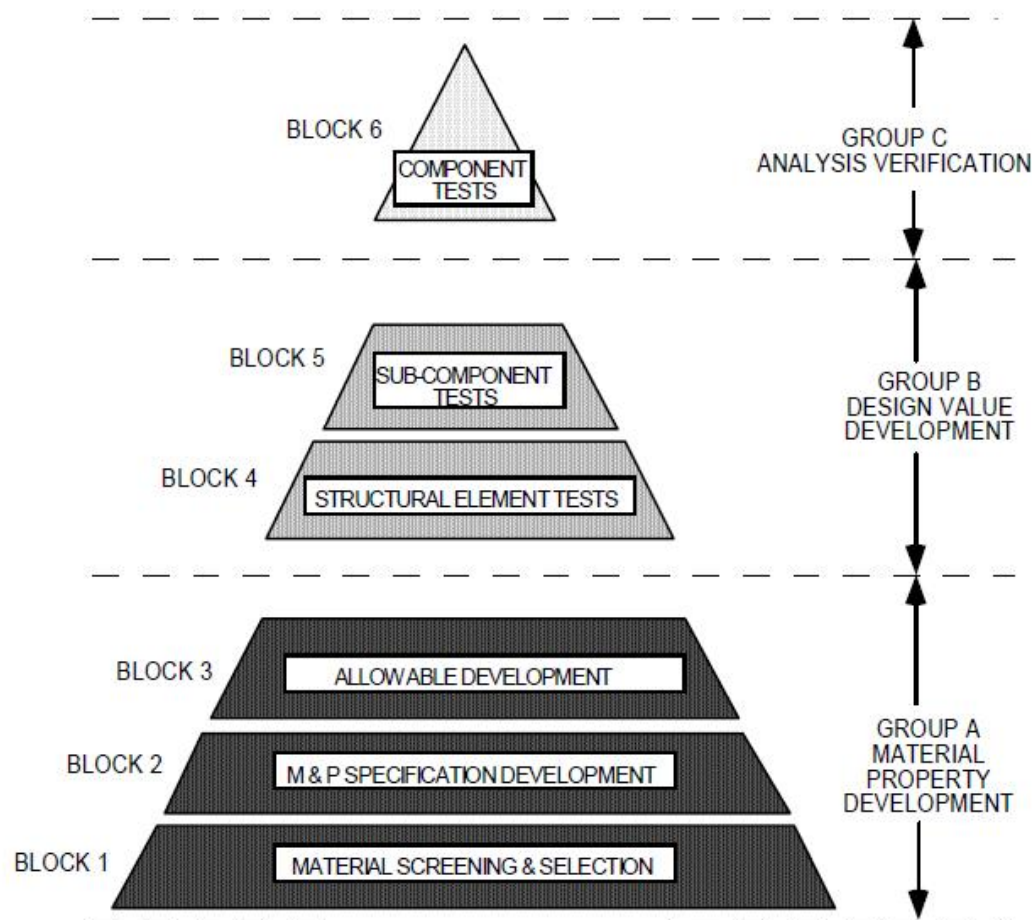 BLOCK 6
COMPONENT
TESTS
GROUP C
ANALYSIS VERIFICATION
BLOCK 5
SUB-COMPONENT
TESTS
GROUP B
DESIGN VALUE
DEVELOPMENT
BLOCK 4
STRUCTURAL ELEMENT TESTS
BLOCK 3
ALLOWABLE DEVELOPMENT
GROUP A
MATERIAL
PROPERTY
DEVELOPMENT
BLOCK 2
M & P SPECIFICATION DEVELOPMENT
BLOCK 1
MATERIAL SCREENING & SELECTION